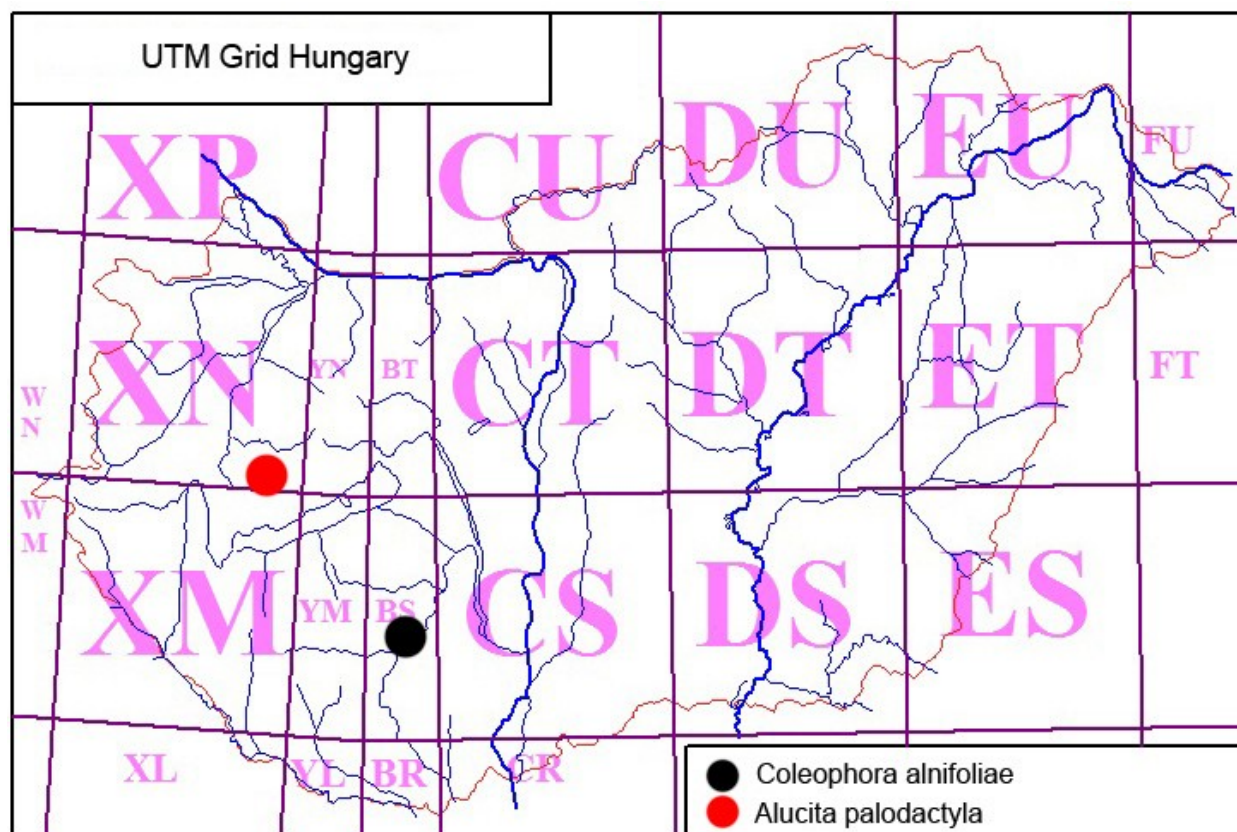 UTM Grid Hungary
XP
CU
DU
EU
FU
XN
YN
BT
CT
DT
ET
FT
W
N
W
M
XM
YM
BS
CS
DS
ES
XL
YL
BR
CR
Coleophora alnifoliae
Alucita palodactyla